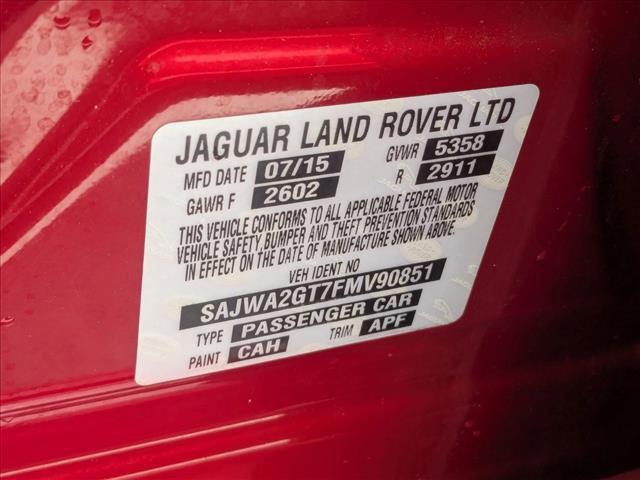 JAGUAR LAND ROVER LTD
MFD DATE 07/15 GVWR 5358
GAWR F 2602 R 2911
THIS VEHICLE CONFORMS TO ALL APPLICABLE FEDERAL MOTOR
VEHICLE SAFETY, BUMPER AND THEFT PREVENTION STANDARDS
IN EFFECT ON THE DATE OF MANUFACTURE SHOWN ABOVE.
VEH IDENT NO
SAJWA2GT7FMV90851
TYPE PASSENGER CAR
PAINT CAH TRIM APF